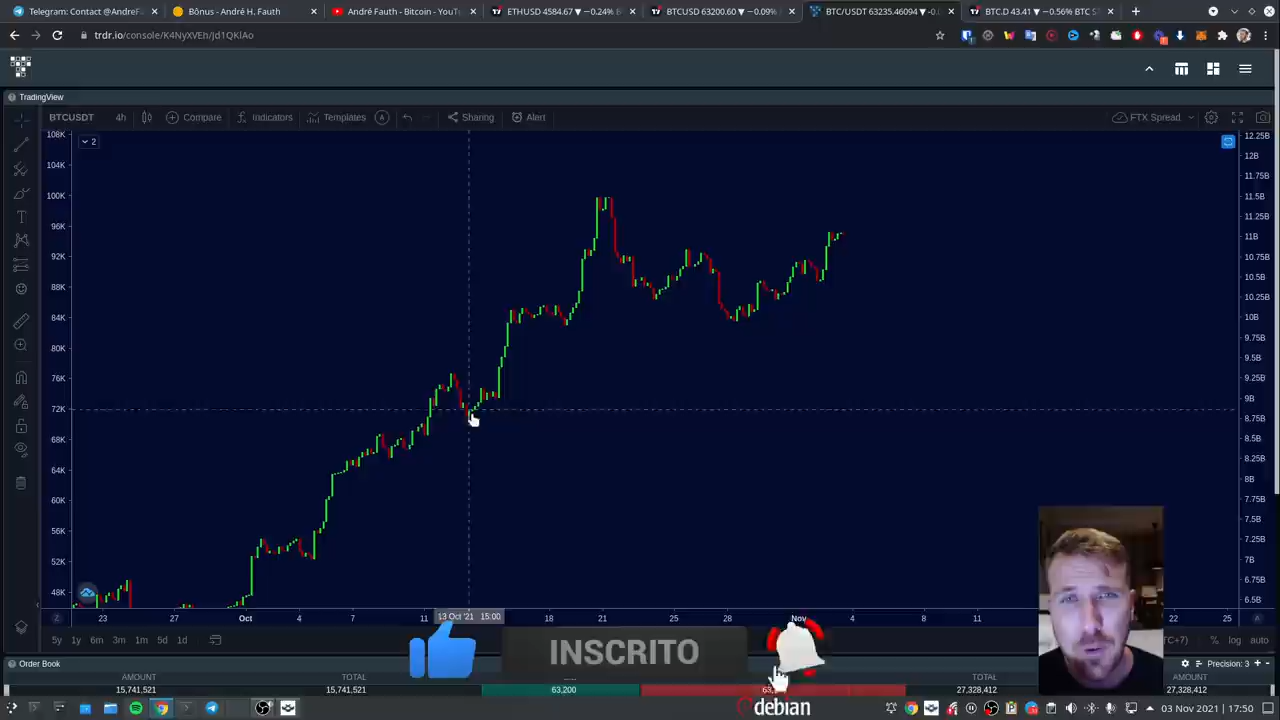 Telegram: Contact @AndreF
Bônus - André H. Fauth
André Fauth - Bitcoin - YouT
ETHUSD 4584.67 ▼ −0.24%
BTCUSD 63200.60 ▼ −0.09%
BTC/USDT 63235.46094 ▼
BTC.D 43.41 ▼ −0.56%
trdr.io/console/K4NyXVEh/Jd1QKlAo
TradingView
BTCUSDT 4h Compare Indicators Templates Sharing Alert FTX Spread
2
108K
104K
100K
96K
92K
88K
84K
80K
76K
72K
68K
64K
60K
56K
52K
48K
12.25B
12B
11.75B
11.5B
11.25B
11B
10.75B
10.5B
10.25B
10B
9.75B
9.5B
9.25B
9B
8.75B
8.5B
8.25B
8B
7.75B
7.5B
7.25B
7B
6.75B
6.5B
23 27 Oct 4 7 11 13 Oct '21 15:00 18 21 25 28 Nov 4 8 11 22 25
5y 1y 6m 3m 1m 5d 1d % log auto
INSCRITO
Order Book Precision: 3
AMOUNT TOTAL TOTAL AMOUNT
15,741,521 15,741,521 63,200 27,328,412 27,328,412
debian
03 Nov 2021 17:50